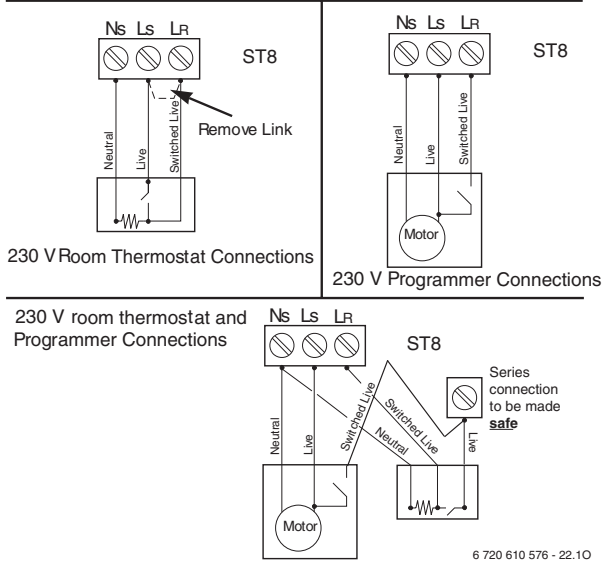 Ns Ls LR
ST8
Remove Link
Neutral
Live
Switched Live
230 V Room Thermostat Connections
Ns Ls LR
ST8
Neutral
Live
Switched Live
Motor
230 V Programmer Connections
230 V room thermostat and
Programmer Connections
Ns Ls LR
ST8
Series
connection
to be made
safe
Neutral
Live
Switched Live
Switched Live
Neutral
Live
Motor
6 720 610 576 - 22.1O